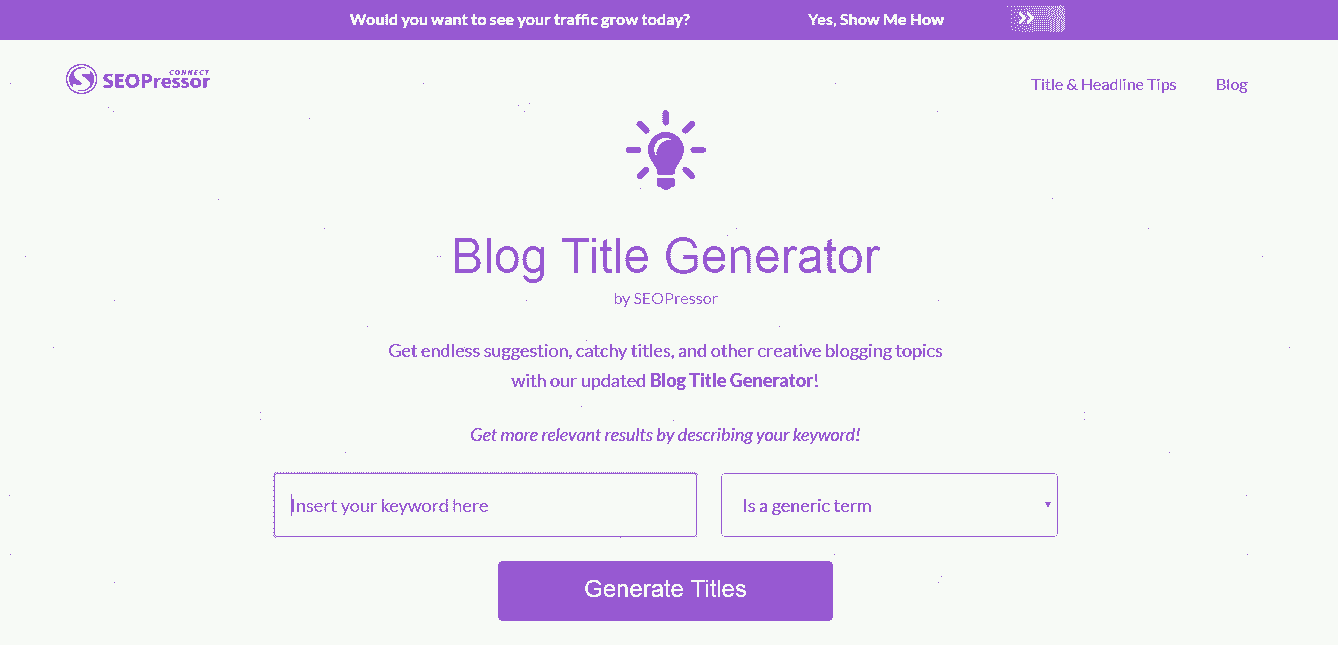 Would you want to see your traffic grow today? Yes, Show Me How
CONNECT
SEOPressor
Title & Headline Tips Blog
Blog Title Generator
by SEOPressor
Get endless suggestion, catchy titles, and other creative blogging topics
with our updated Blog Title Generator!
Get more relevant results by describing your keyword!
Insert your keyword here Is a generic term
Generate Titles